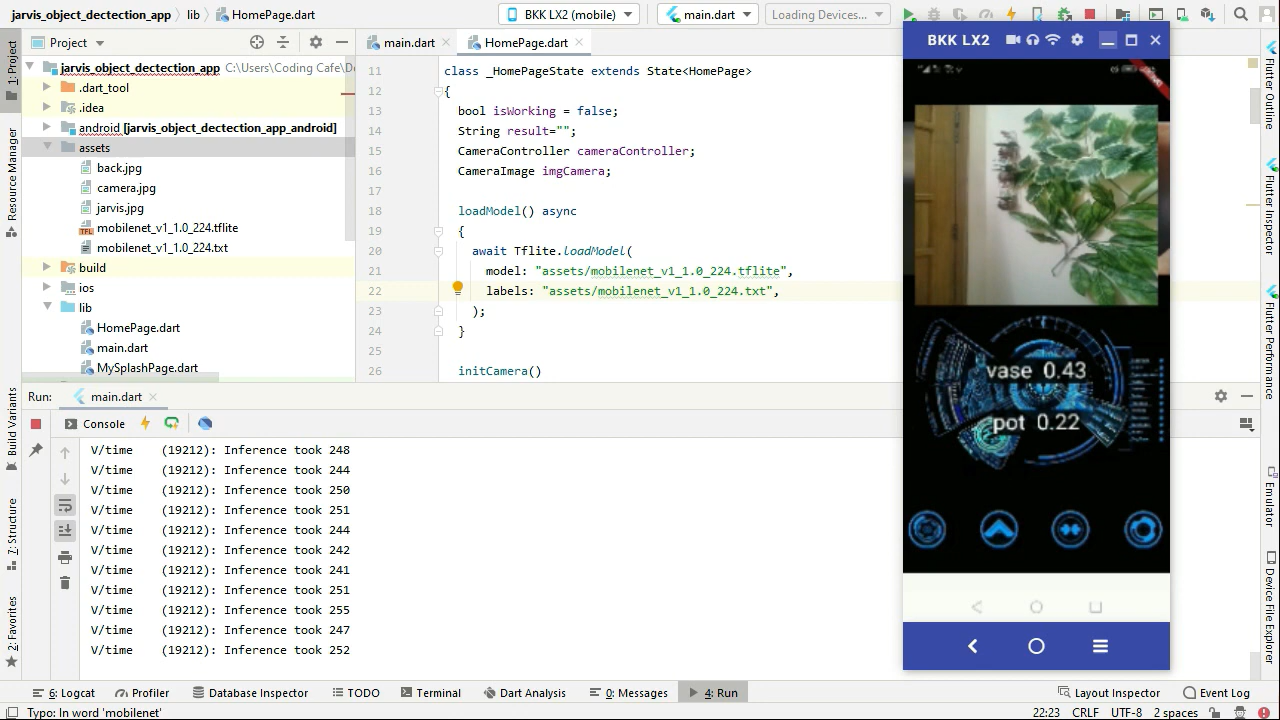 jarvis_object_dectection_app
lib
HomePage.dart
BKK LX2 (mobile)
main.dart
Loading Devices...
1: Project
Resource Manager
Build Variants
Z: Structure
2: Favorites
Project
jarvis_object_dectection_app C:\Users\Coding Cafe\De
.dart_tool
.idea
android [jarvis_object_dectection_app_android]
assets
back.jpg
camera.jpg
jarvis.jpg
mobilenet_v1_1.0_224.tflite
mobilenet_v1_1.0_224.txt
build
ios
lib
HomePage.dart
main.dart
MySplashPage.dart
main.dart
HomePage.dart
11 class _HomePageState extends State<HomePage>
12 {
13 bool isWorking = false;
14 String result="";
15 CameraController cameraController;
16 CameraImage imgCamera;
17
18 loadModel() async
19 {
20 await Tflite.loadModel(
21 model: "assets/mobilenet_v1_1.0_224.tflite",
22 labels: "assets/mobilenet_v1_1.0_224.txt",
23 );
24 }
25
26 initCamera()
BKK LX2
vase 0.43
pot 0.22
Flutter Outline
Flutter Inspector
Flutter Performance
Emulator
Device File Explorer
Run: main.dart
Console
V/time (19212): Inference took 248
V/time (19212): Inference took 244
V/time (19212): Inference took 250
V/time (19212): Inference took 251
V/time (19212): Inference took 244
V/time (19212): Inference took 242
V/time (19212): Inference took 241
V/time (19212): Inference took 251
V/time (19212): Inference took 255
V/time (19212): Inference took 247
V/time (19212): Inference took 252
6: Logcat
Profiler
Database Inspector
TODO
Terminal
Dart Analysis
0: Messages
4: Run
Layout Inspector
Event Log
Typo: In word 'mobilenet'
22:23 CRLF UTF-8 2 spaces